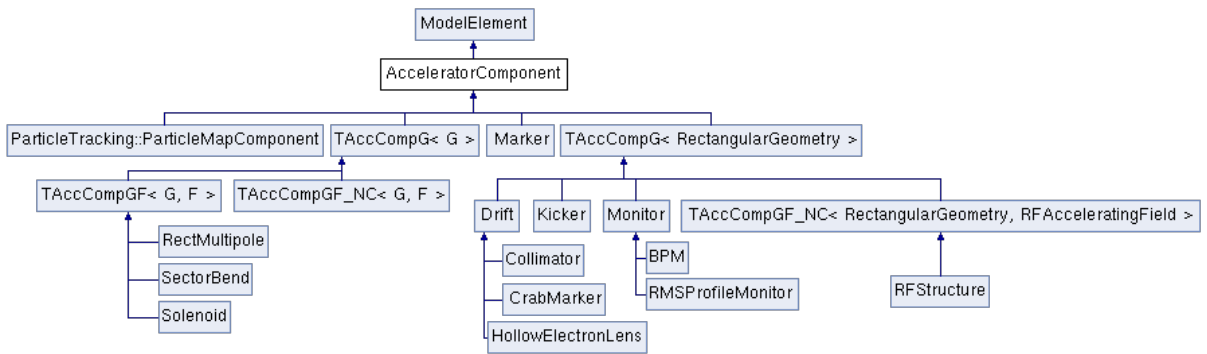 ModelElement
AcceleratorComponent
ParticleTracking::ParticleMapComponent
TAccCompG< G >
Marker
TAccCompG< RectangularGeometry >
TAccCompGF< G, F >
TAccCompGF_NC< G, F >
Drift
Kicker
Monitor
TAccCompGF_NC< RectangularGeometry, RFAcceleratingField >
RectMultipole
SectorBend
Solenoid
Collimator
CrabMarker
HollowElectronLens
BPM
RMSProfileMonitor
RFStructure